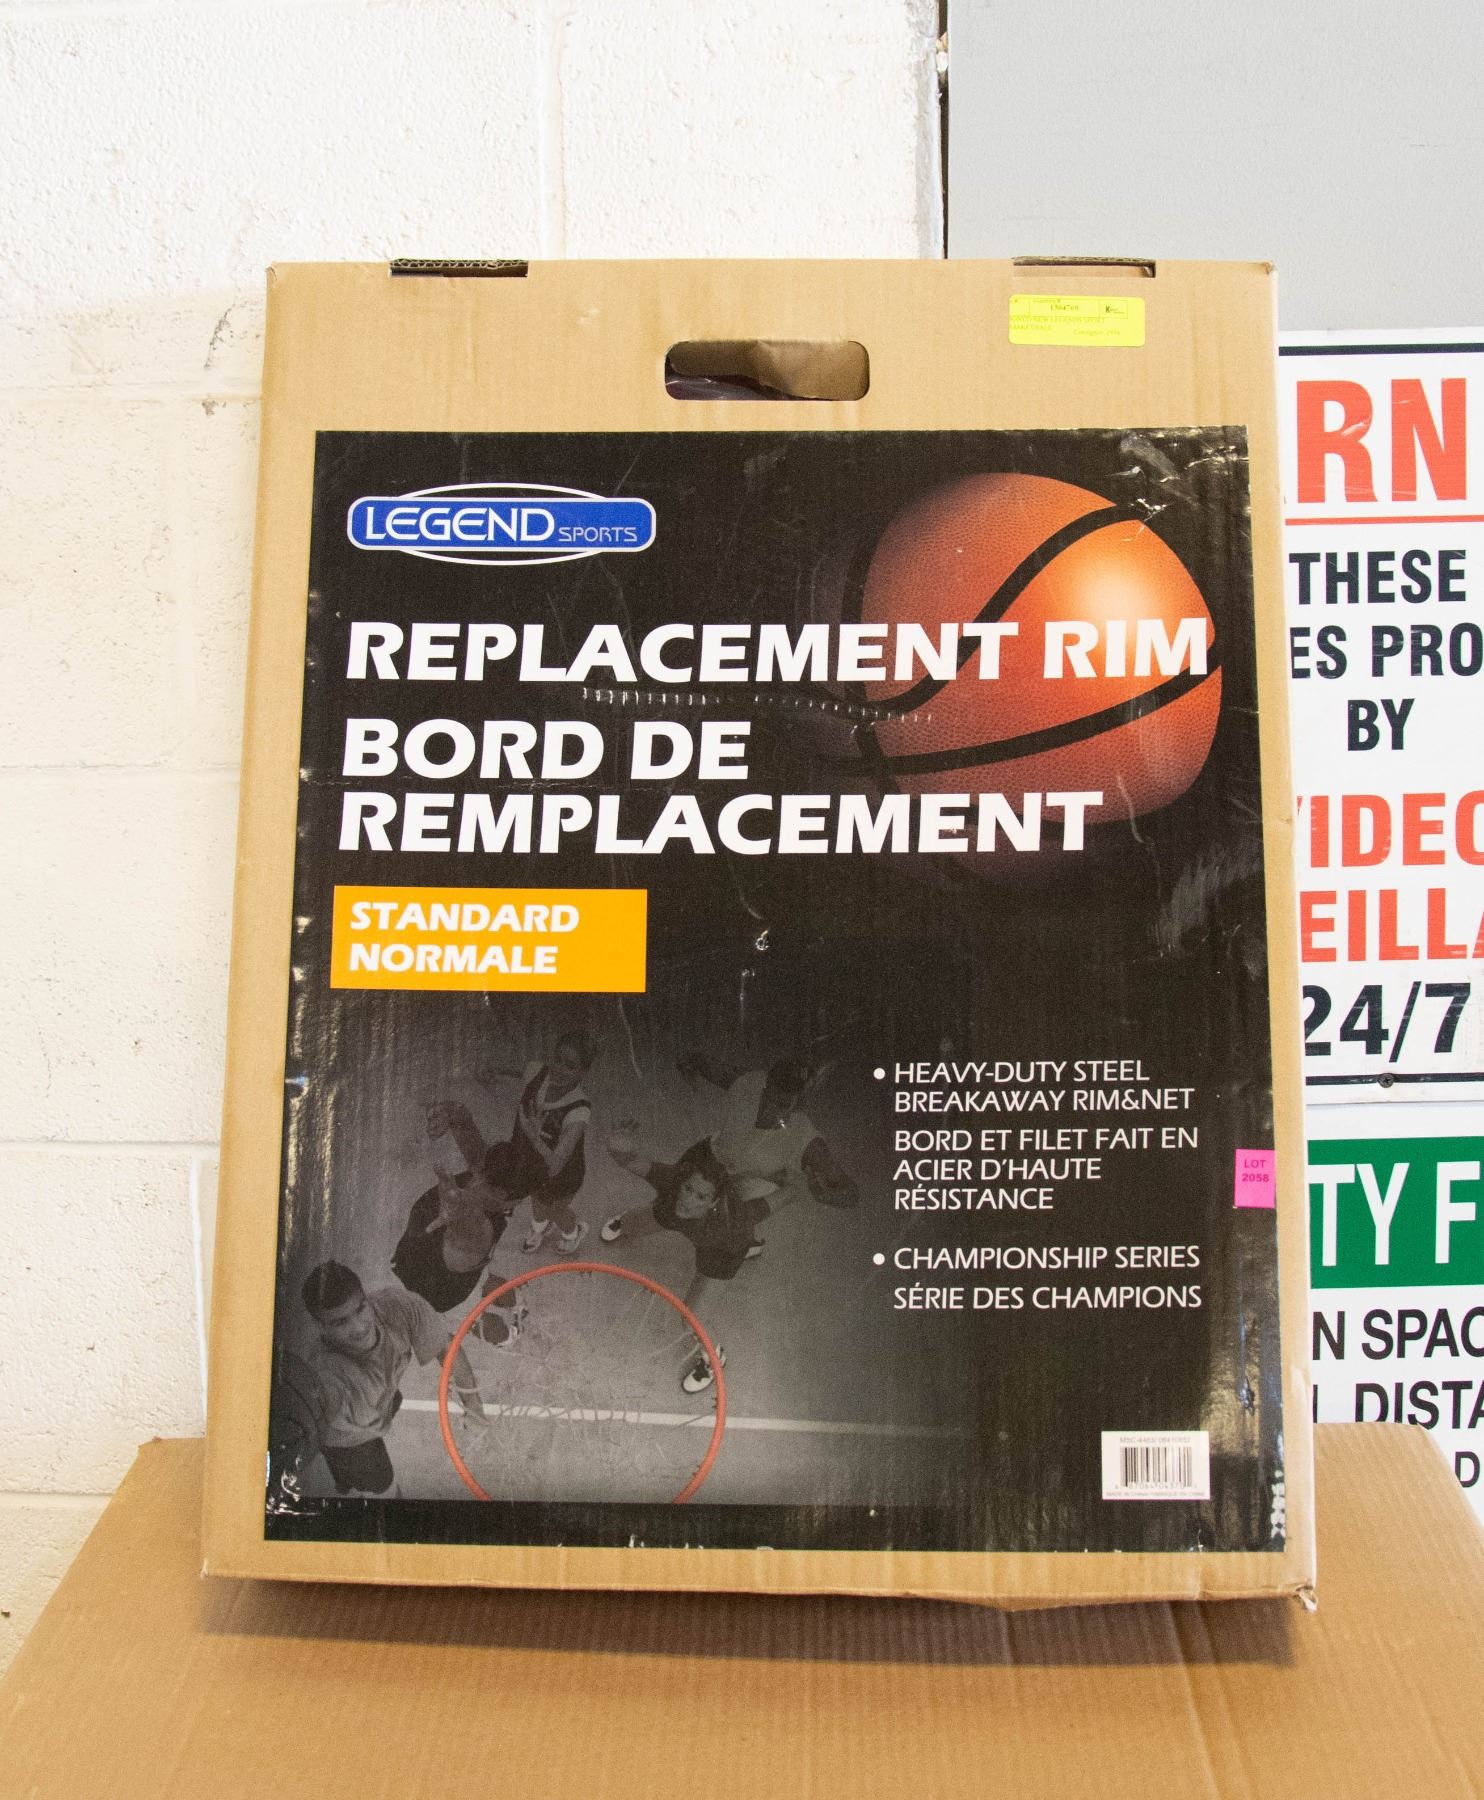 1304769
LEGEND SPORTS
REPLACEMENT RIM
BORD DE
REMPLACEMENT
STANDARD
NORMALE
• HEAVY-DUTY STEEL
BREAKAWAY RIM&NET
BORD ET FILET FAIT EN
ACIER D'HAUTE
RÉSISTANCE
• CHAMPIONSHIP SERIES
SÉRIE DES CHAMPIONS
LOT
2058
RN
THESE
ES PRO
BY
IDEO
EILLA
24/7
TY F
N SPAC
DISTA
D